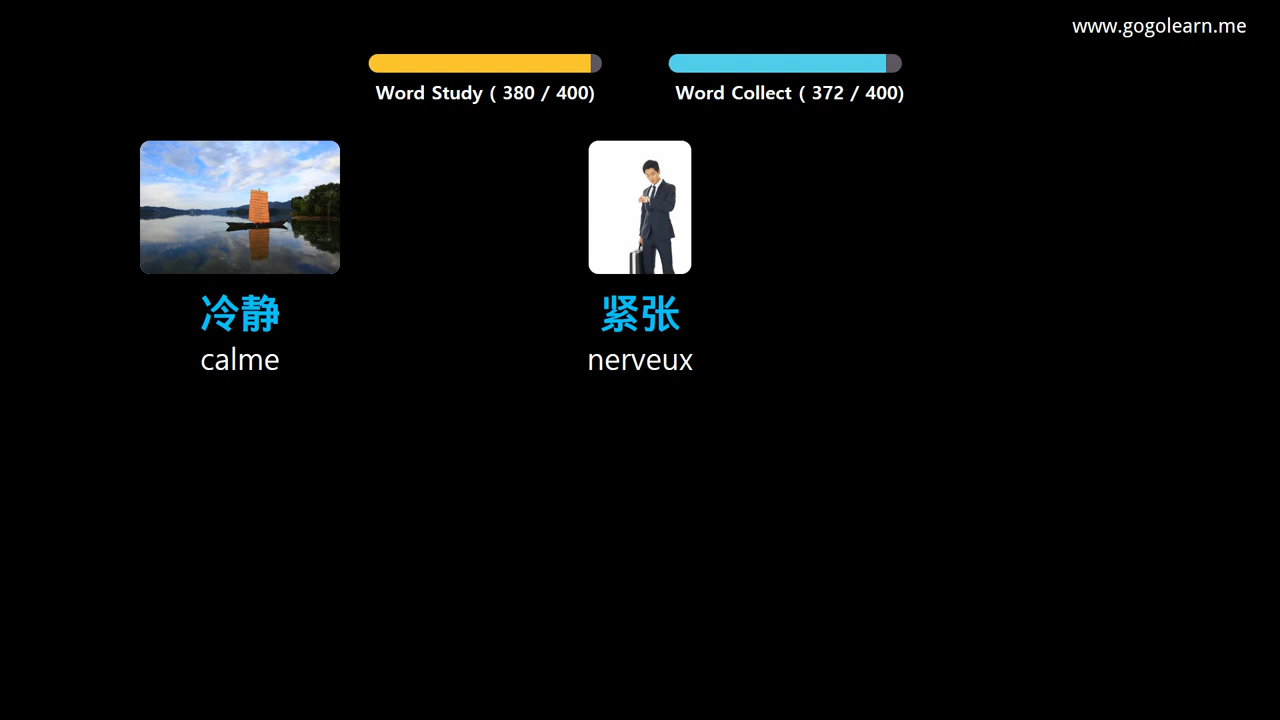 www.gogolearn.me
Word Study ( 380 / 400)
Word Collect ( 372 / 400)
冷静
calme
紧张
nerveux